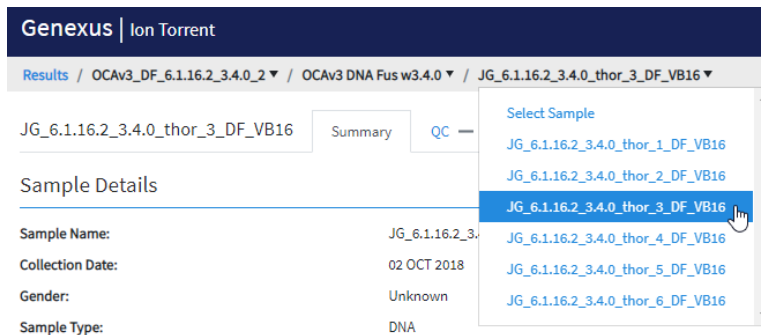 Genexus | Ion Torrent
Results / OCAv3_DF_6.1.16.2_3.4.0_2 ▼ / OCAv3 DNA Fus w3.4.0 ▼ / JG_6.1.16.2_3.4.0_thor_3_DF_VB16 ▼
Select Sample
JG_6.1.16.2_3.4.0_thor_1_DF_VB16
JG_6.1.16.2_3.4.0_thor_2_DF_VB16
JG_6.1.16.2_3.4.0_thor_3_DF_VB16
JG_6.1.16.2_3.4.0_thor_4_DF_VB16
JG_6.1.16.2_3.4.0_thor_5_DF_VB16
JG_6.1.16.2_3.4.0_thor_6_DF_VB16
JG_6.1.16.2_3.4.0_thor_3_DF_VB16 Summary QC —
Sample Details
Sample Name: JG_6.1.16.2_3.
Collection Date: 02 OCT 2018
Gender: Unknown
Sample Type: DNA